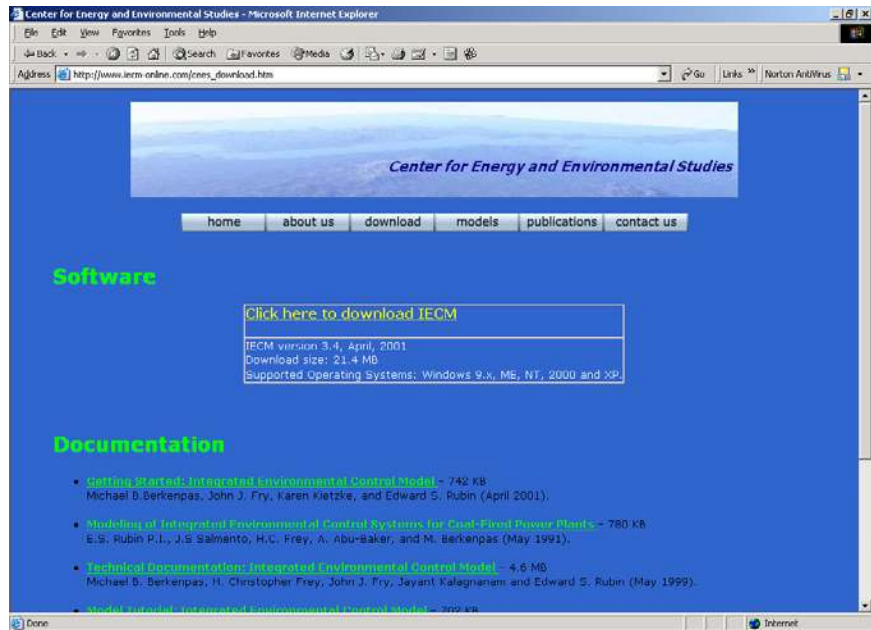 Center for Energy and Environmental Studies - Microsoft Internet Explorer
File Edit View Favorites Tools Help
Back Search Favorites Media
Address http://www.iecm-online.com/cees_download.htm Go Links » Norton AntiVirus
Center for Energy and Environmental Studies
home about us download models publications contact us
Software
Click here to download IECM
IECM version 3.4, April, 2001
Download size: 21.4 MB
Supported Operating Systems: Windows 9.x, ME, NT, 2000 and XP.
Documentation
• Getting Started: Integrated Environmental Control Model - 742 KB
Michael B.Berkenpas, John J. Fry, Karen Kietzke, and Edward S. Rubin (April 2001).
• Modeling of Integrated Environmental Control Systems for Coal-Fired Power Plants - 780 KB
E.S. Rubin P.I., J.S Salmento, H.C. Frey, A. Abu-Baker, and M. Berkenpas (May 1991).
• Technical Documentation: Integrated Environmental Control Model - 4.6 MB
Michael B. Berkenpas, H. Christopher Frey, John J. Fry, Jayant Kalagnanam and Edward S. Rubin (May 1999).
• Model Tutorial: Integrated Environmental Control Model - 702 KB
Done Internet